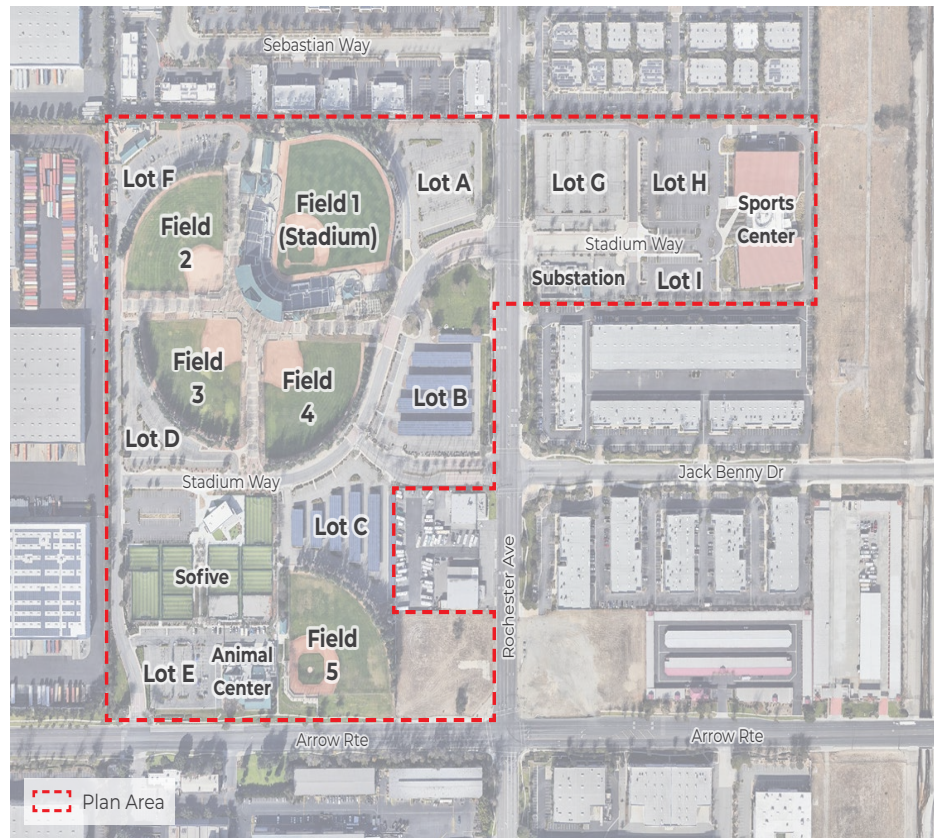 Sebastian Way
Lot F
Field
2
Field 1
(Stadium)
Lot A
Lot G
Lot H
Sports
Center
Stadium Way
Substation
Lot I
Field
3
Field
4
Lot B
Lot D
Stadium Way
Jack Benny Dr
Lot C
Sofive
Rochester Ave
Field
5
Lot E
Animal
Center
Arrow Rte
Arrow Rte
Plan Area